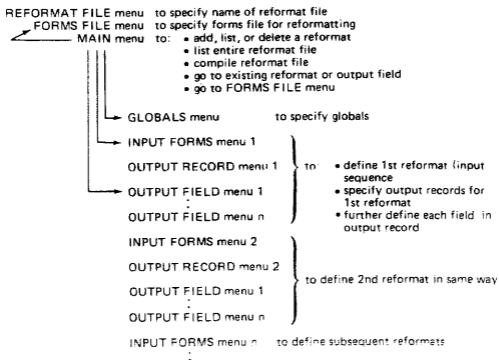 REFORMAT FILE menu to specify name of reformat file
FORMS FILE menu to specify forms file for reformatting
MAIN menu to: • add, list, or delete a reformat
• list entire reformat file
• compile reformat file
• go to existing reformat or output field
• go to FORMS FILE menu
GLOBALS menu to specify globals
INPUT FORMS menu 1
OUTPUT RECORD menu 1 to: • define 1st reformat (input
sequence
OUTPUT FIELD menu 1 • specify output records for
1st reformat
: • further define each field in
OUTPUT FIELD menu n output record
INPUT FORMS menu 2
OUTPUT RECORD menu 2
to define 2nd reformat in same way
OUTPUT FIELD menu 1
:
OUTPUT FIELD menu n
INPUT FORMS menu n to define subsequent reformats
: